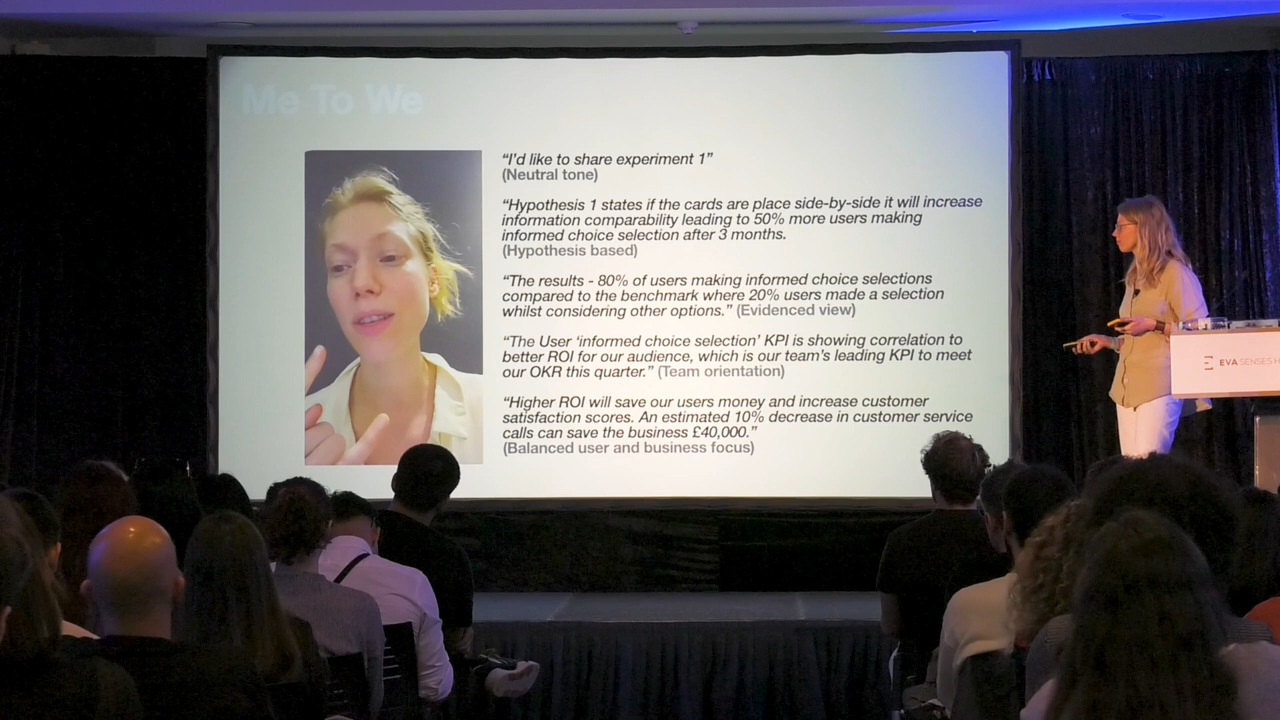 Me To We
“I’d like to share experiment 1”
(Neutral tone)
“Hypothesis 1 states if the cards are place side-by-side it will increase
information comparability leading to 50% more users making
informed choice selection after 3 months.
(Hypothesis based)
“The results - 80% of users making informed choice selections
compared to the benchmark where 20% users made a selection
whilst considering other options.” (Evidenced view)
“The User ‘informed choice selection’ KPI is showing correlation to
better ROI for our audience, which is our team’s leading KPI to meet
our OKR this quarter.” (Team orientation)
“Higher ROI will save our users money and increase customer
satisfaction scores. An estimated 10% decrease in customer service
calls can save the business £40,000.”
(Balanced user and business focus)
EVA SENSES H